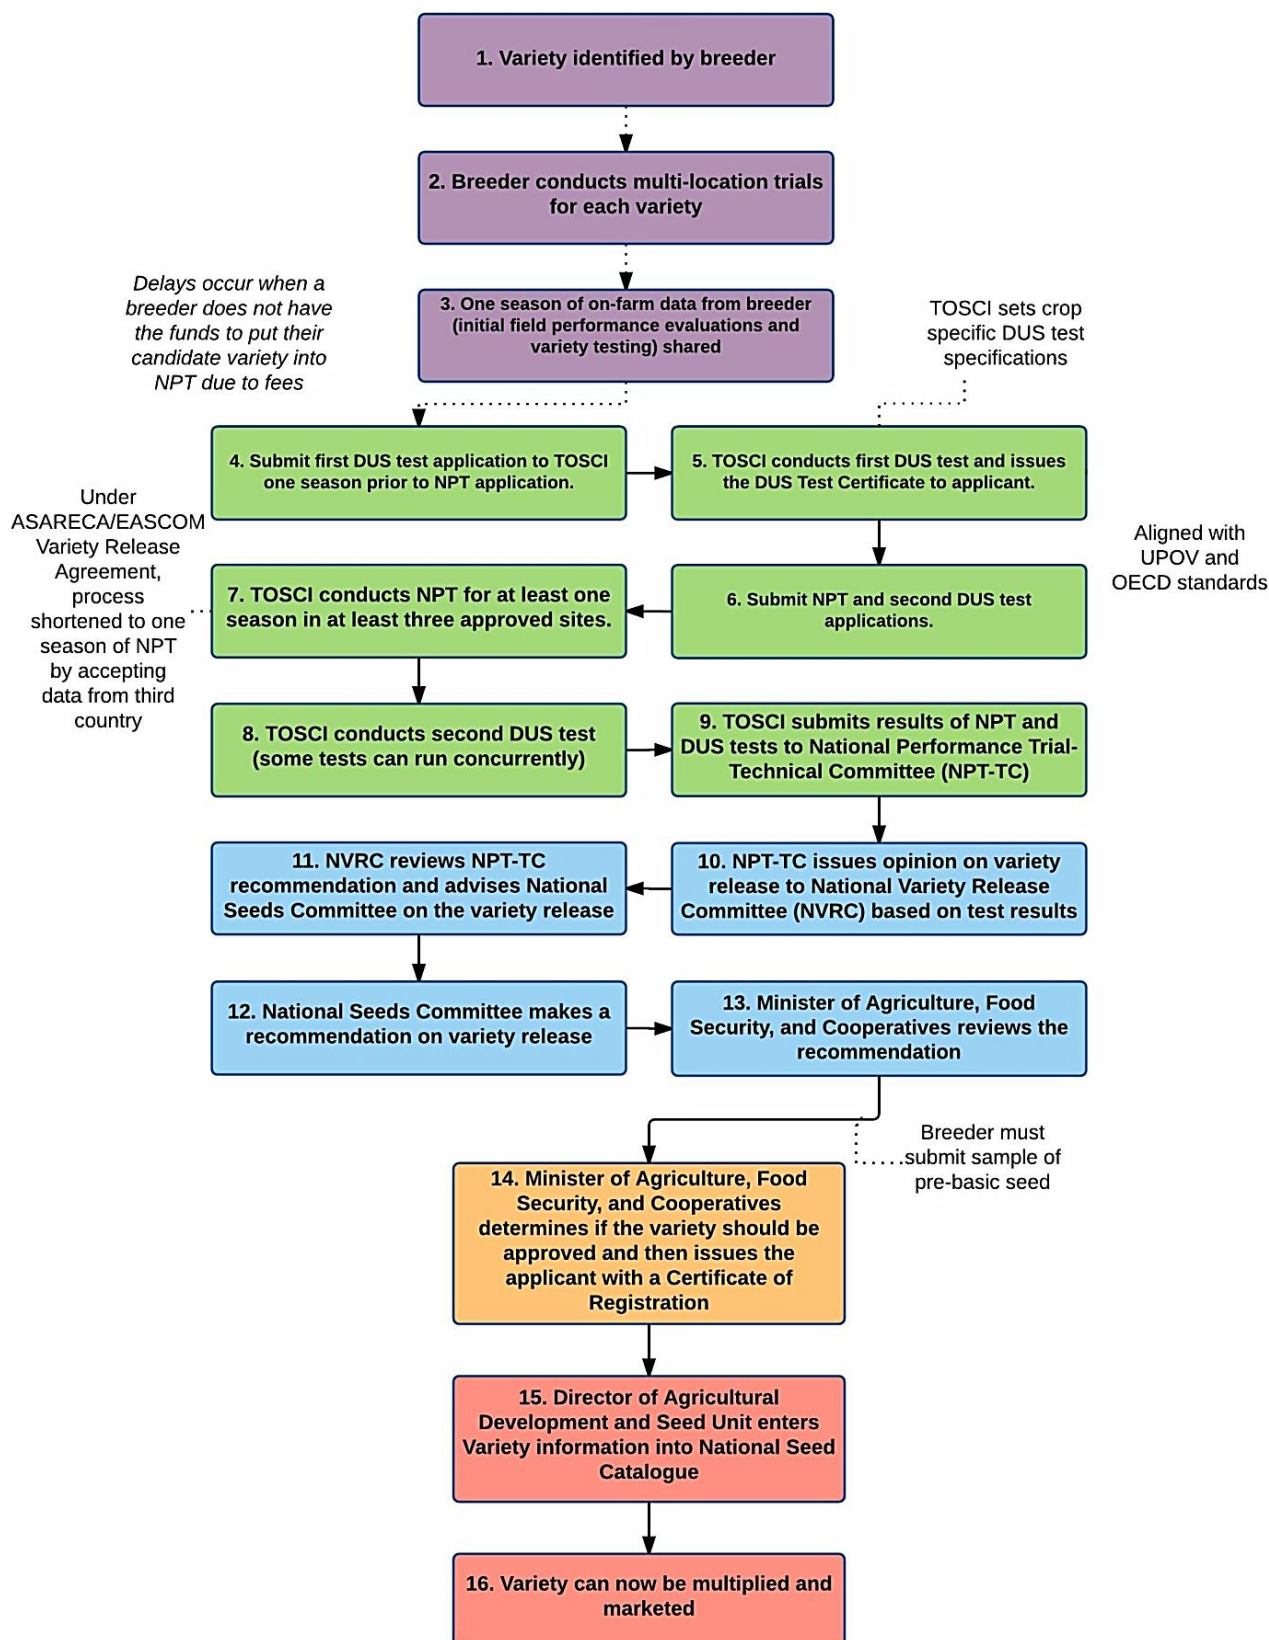 1. Variety identified by breeder
2. Breeder conducts multi-location trials
for each variety
Delays occur when a
breeder does not have
the funds to put their
candidate variety into
NPT due to fees
3. One season of on-farm data from breeder
(initial field performance evaluations and
variety testing) shared
TOSCI sets crop
specific DUS test
specifications
4. Submit first DUS test application to TOSCI
one season prior to NPT application.
5. TOSCI conducts first DUS test and issues
the DUS Test Certificate to applicant.
Under
ASARECA/EASCOM
Variety Release
Agreement,
process
shortened to one
season of NPT
by accepting
data from third
country
Aligned with
UPOV and
OECD standards
6. Submit NPT and second DUS test
applications.
7. TOSCI conducts NPT for at least one
season in at least three approved sites.
8. TOSCI conducts second DUS test
(some tests can run concurrently)
9. TOSCI submits results of NPT and
DUS tests to National Performance Trial-
Technical Committee (NPT-TC)
10. NPT-TC issues opinion on variety
release to National Variety Release
Committee (NVRC) based on test results
11. NVRC reviews NPT-TC
recommendation and advises National
Seeds Committee on the variety release
12. National Seeds Committee makes a
recommendation on variety release
13. Minister of Agriculture, Food
Security, and Cooperatives reviews the
recommendation
Breeder must
submit sample of
pre-basic seed
14. Minister of Agriculture, Food
Security, and Cooperatives
determines if the variety should be
approved and then issues the
applicant with a Certificate of
Registration
15. Director of Agricultural
Development and Seed Unit enters
Variety information into National Seed
Catalogue
16. Variety can now be multiplied and
marketed